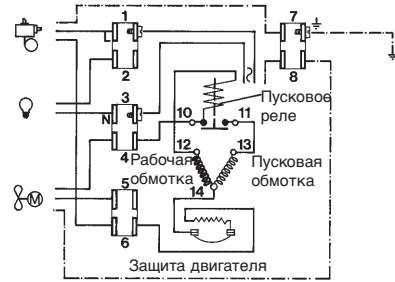 1
7
L
2
8
3
Пусковое
реле
N
10
11
4
12
Рабочая
обмотка
13
Пусковая
обмотка
14
5
M
6
Защита двигателя